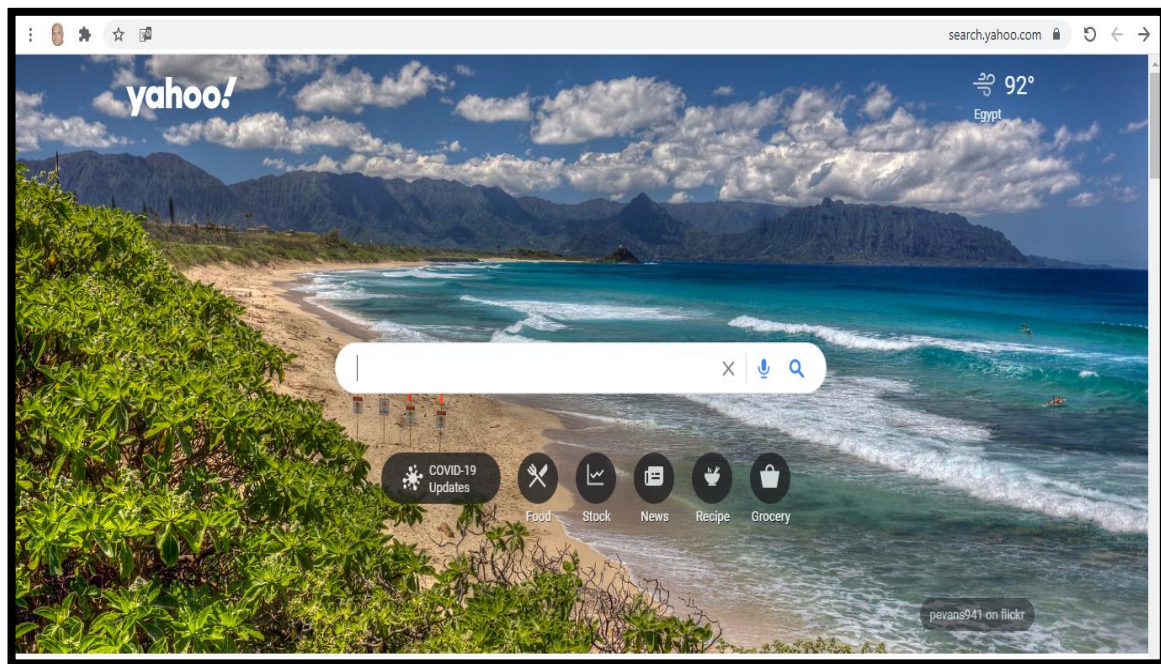 search.yahoo.com
yahoo!
92°
Egypt
COVID-19
Updates
Food
Stock
News
Recipe
Grocery
pevans941 on flickr